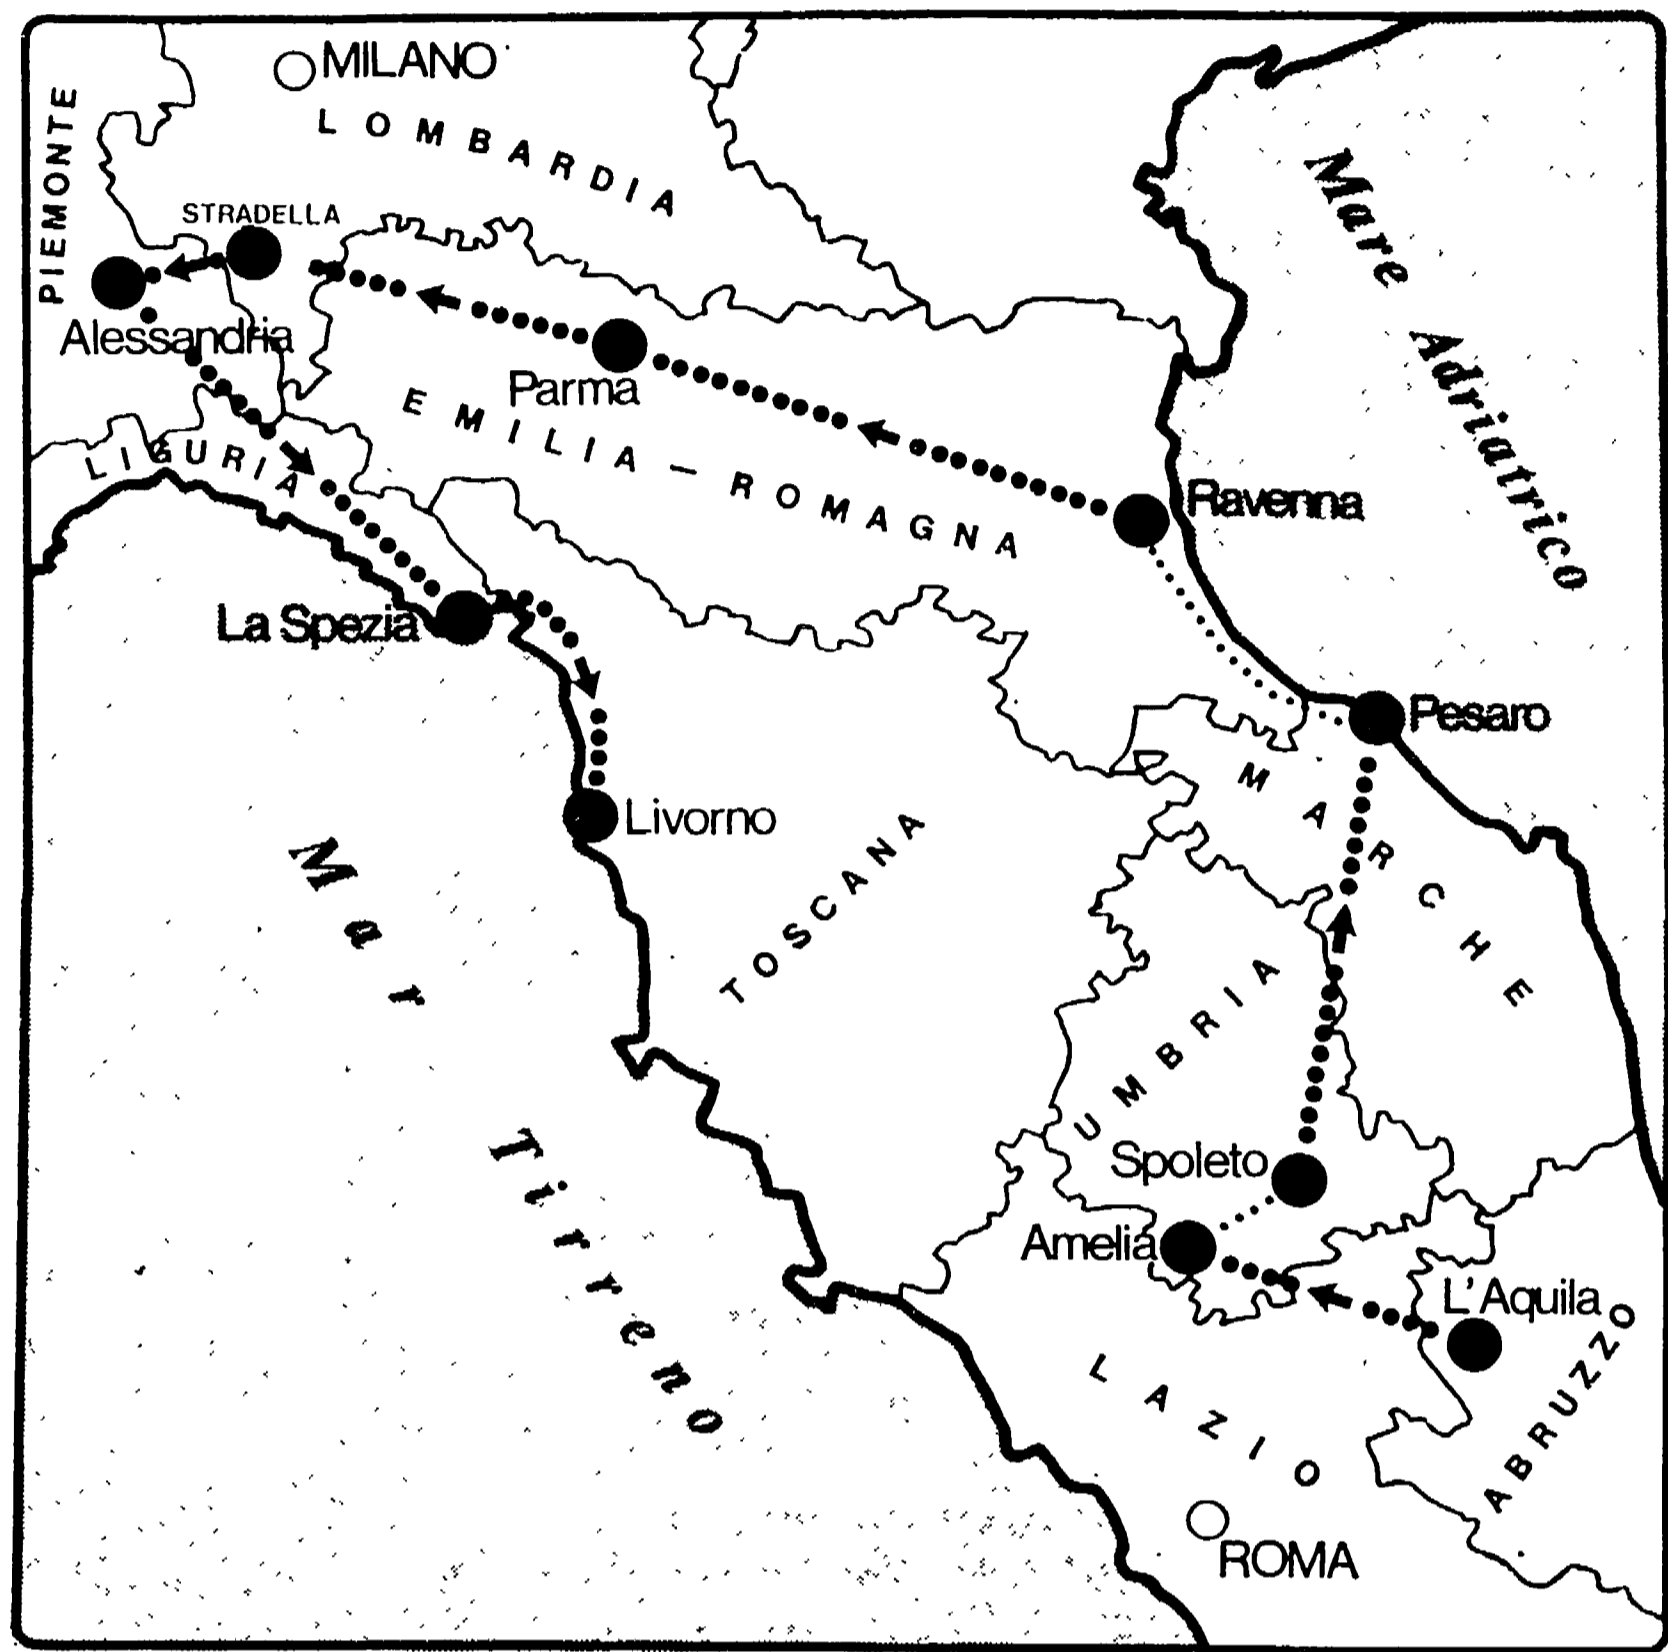 MILANO
LOMBARDIA
PIEMONTE
STRADELLA
Alessandria
Parma
EMILIA-ROMAGNA
LIGURIA
Mare Adriatrico
Ravenna
La Spezia
Pesaro
Livorno
MARCHE
TOSCANA
Mar Tirreno
UMBRIA
Spoleto
Amelia
L'Aquila
LAZIO
ABRUZZO
ROMA